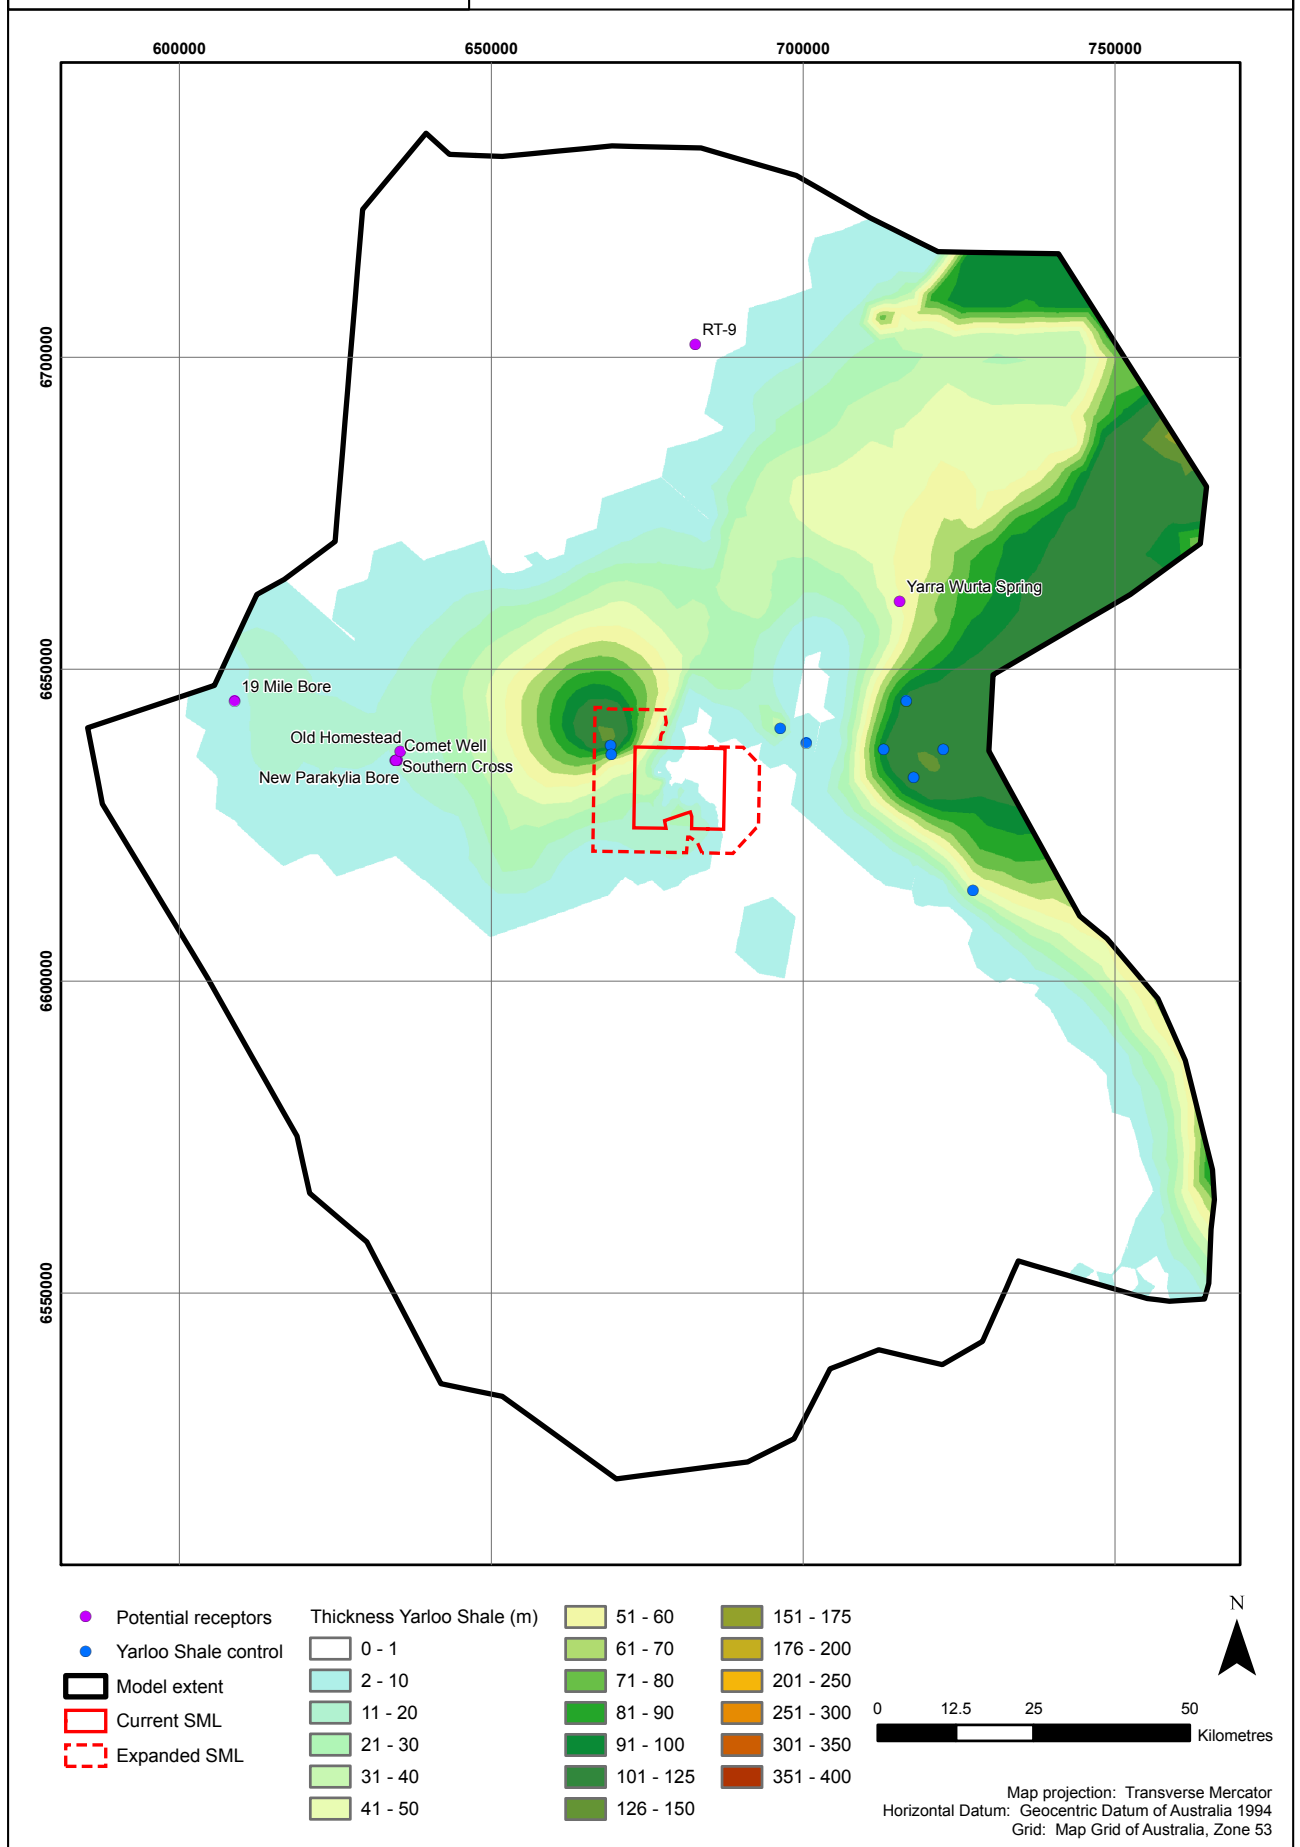 600000 650000 700000 750000
6700000
6650000
6600000
6550000
RT-9
Yarra Wurta Spring
19 Mile Bore
Old Homestead
Comet Well
Southern Cross
New Parakylia Bore
Potential receptors
Yarloo Shale control
Model extent
Current SML
Expanded SML
Thickness Yarloo Shale (m)
0 - 1
2 - 10
11 - 20
21 - 30
31 - 40
41 - 50
51 - 60
61 - 70
71 - 80
81 - 90
91 - 100
101 - 125
126 - 150
151 - 175
176 - 200
201 - 250
251 - 300
301 - 350
351 - 400
N
0 12.5 25 50
Kilometres
Map projection: Transverse Mercator
Horizontal Datum: Geocentric Datum of Australia 1994
Grid: Map Grid of Australia, Zone 53